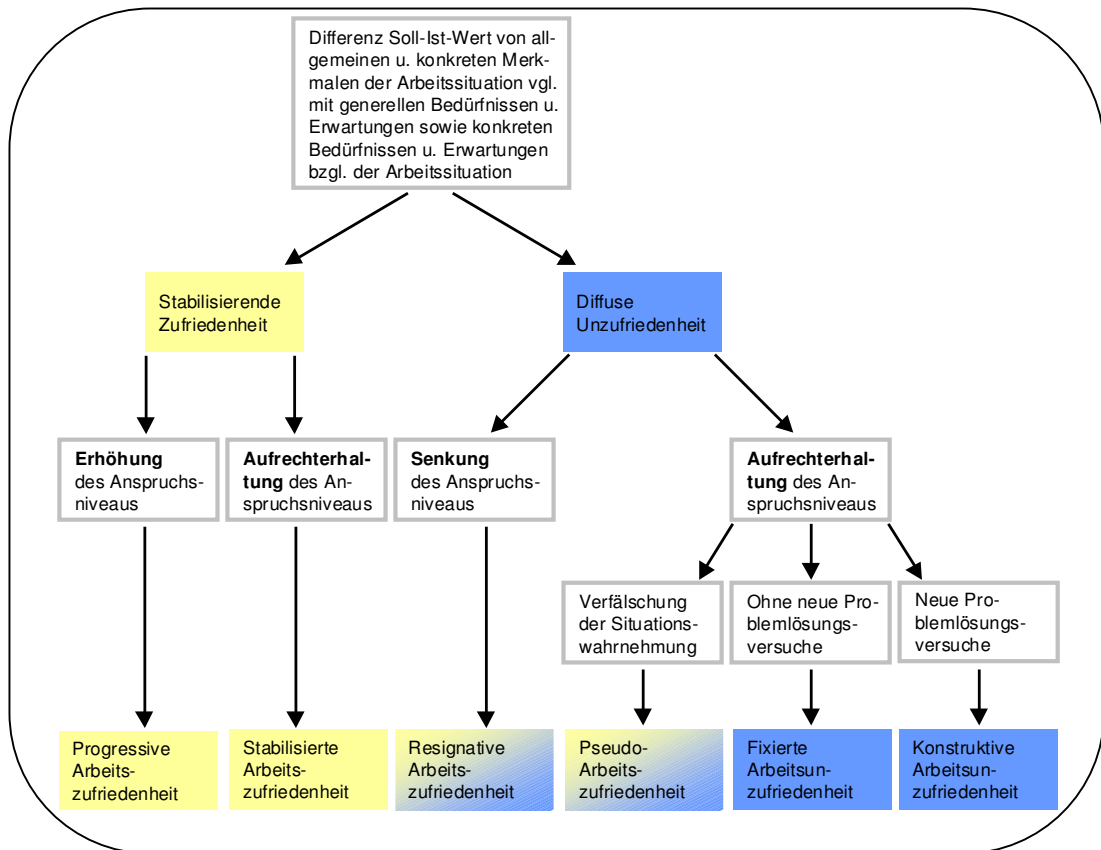 Differenz Soll-Ist-Wert von all-
gemeinen u. konkreten Merk-
malen der Arbeitssituation vgl.
mit generellen Bedürfnissen u.
Erwartungen sowie konkreten
Bedürfnissen u. Erwartungen
bzgl. der Arbeitssituation
Stabilisierende
Zufriedenheit
Diffuse
Unzufriedenheit
Erhöhung
des Anspruchs-
niveaus
Aufrechterhal-
tung des An-
spruchsniveaus
Senkung
des Anspruchs-
niveaus
Aufrechterhal-
tung des An-
spruchsniveaus
Verfälschung
der Situations-
wahrnehmung
Ohne neue Pro-
blemlösungs-
versuche
Neue Pro-
blemlösungs-
versuche
Progressive
Arbeits-
zufriedenheit
Stabilisierte
Arbeits-
zufriedenheit
Resignative
Arbeits-
zufriedenheit
Pseudo-
Arbeits-
zufriedenheit
Fixierte
Arbeitsun-
zufriedenheit
Konstruktive
Arbeitsun-
zufriedenheit